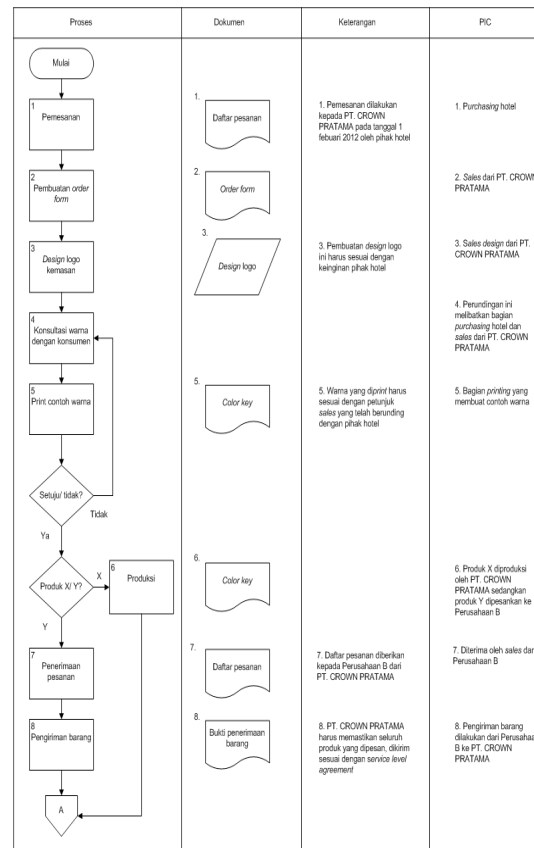 Proses
Dokumen
Keterangan
PIC
Mulai
1
Pemesanan
1.
Daftar pesanan
1. Pemesanan dilakukan
kepada PT. CROWN
PRATAMA pada tanggal 1
febuari 2012 oleh pihak hotel
1. Purchasing hotel
2
Pembuatan order
form
2.
Order form
2. Sales dari PT. CROWN
PRATAMA
3
Design logo
kemasan
3.
Design logo
3. Pembuatan design logo
ini harus sesuai dengan
keinginan pihak hotel
3. Sales design dari PT.
CROWN PRATAMA
4
Konsultasi warna
dengan konsumen
4. Perundingan ini
melibatkan bagian
purchasing hotel dan
sales dari PT. CROWN
PRATAMA
5
Print contoh warna
5.
Color key
5. Warna yang diprint harus
sesuai dengan petunjuk
sales yang telah berunding
dengan pihak hotel
5. Bagian printing yang
membuat contoh warna
Setuju/ tidak?
Tidak
Ya
Produk X/ Y?
X
Y
6
Produksi
6.
Color key
6. Produk X diproduksi
oleh PT. CROWN
PRATAMA sedangkan
produk Y dipesankan ke
Perusahaan B
7
Penerimaan
pesanan
7.
Daftar pesanan
7. Daftar pesanan diberikan
kepada Perusahaan B dari
PT. CROWN PRATAMA
7. Diterima oleh sales dar
Perusahaan B
8
Pengiriman barang
8.
Bukti penerimaan
barang
8. PT. CROWN PRATAMA
harus memastikan seluruh
produk yang dipesan, dikirim
sesuai dengan service level
agreement
8. Pengiriman barang
dilakukan dari Perusahaa
B ke PT. CROWN
PRATAMA
A